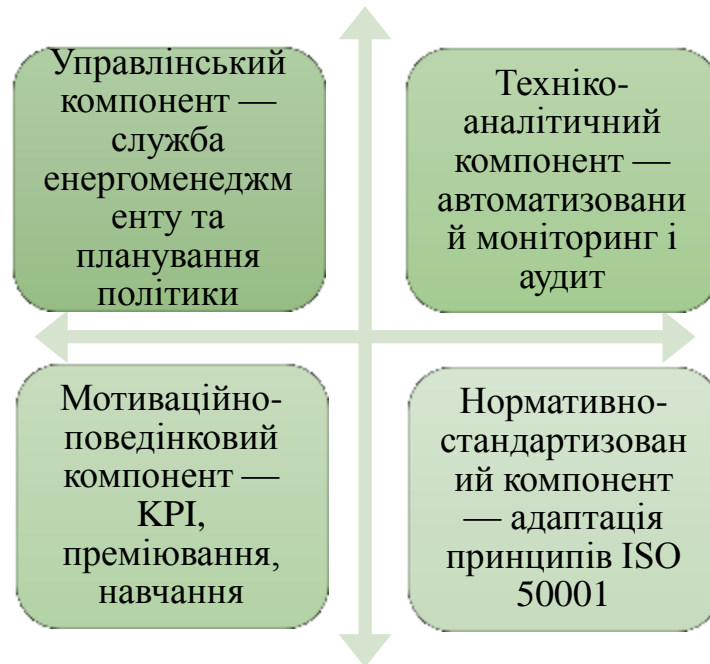 Управлінський
компонент —
служба
енергоменеджм
енту та
планування
політики
Техніко-
аналітичний
компонент —
автоматизовани
й моніторинг і
аудит
Мотиваційно-
поведінковий
компонент —
KPI,
преміювання,
навчання
Нормативно-
стандартизован
ий компонент
— адаптація
принципів ISO
50001